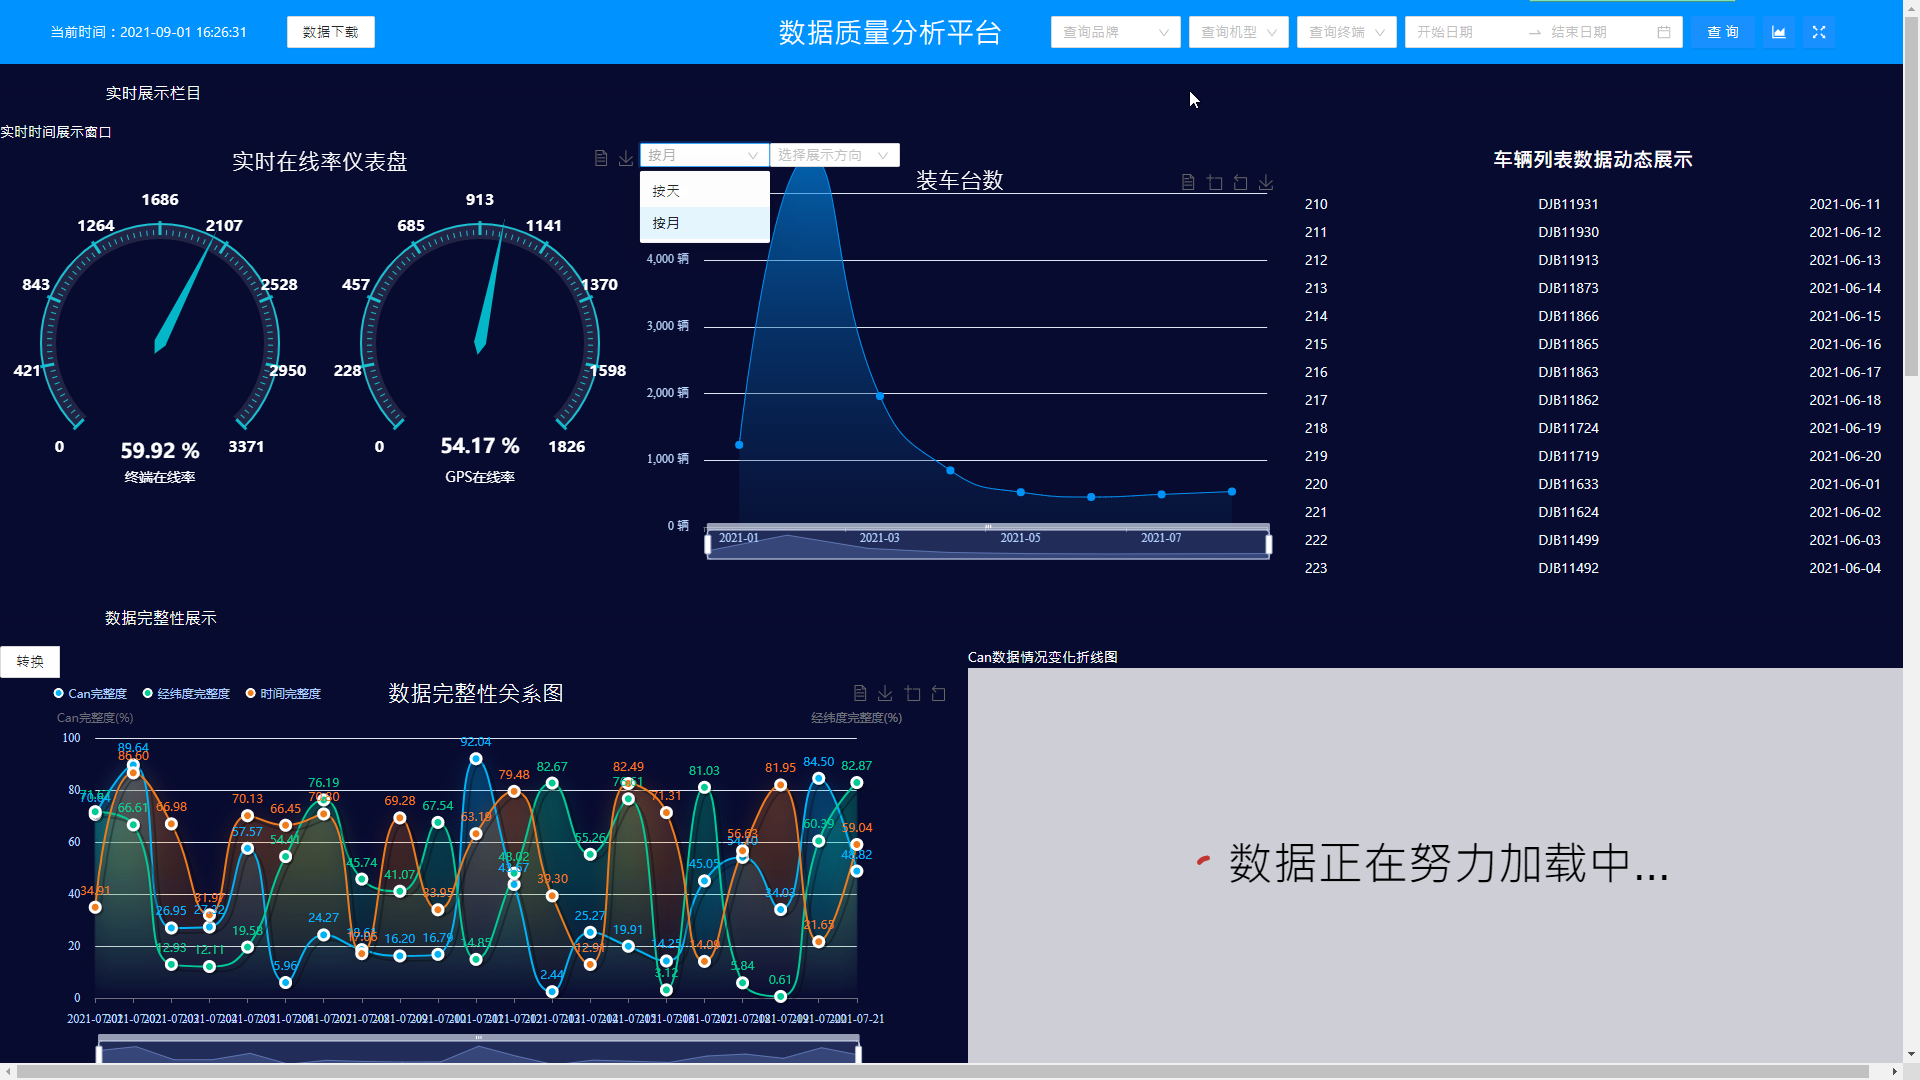 当前时间：2021-09-01 16:26:31
数据下载
数据质量分析平台
查询品牌
查询机型
查询终端
开始日期
结束日期
查 询
实时展示栏目
实时时间展示窗口
实时在线率仪表盘
0
421
843
1264
1686
2107
2528
2950
3371
59.92 %
终端在线率
0
228
457
685
913
1141
1370
1598
1826
54.17 %
GPS在线率
按月
选择展示方向
按天
按月
装车台数
4,000 辆
3,000 辆
2,000 辆
1,000 辆
0 辆
2021-01
2021-03
2021-05
2021-07
车辆列表数据动态展示
210 DJB11931 2021-06-11
211 DJB11930 2021-06-12
212 DJB11913 2021-06-13
213 DJB11873 2021-06-14
214 DJB11866 2021-06-15
215 DJB11865 2021-06-16
216 DJB11863 2021-06-17
217 DJB11862 2021-06-18
218 DJB11724 2021-06-19
219 DJB11719 2021-06-20
220 DJB11633 2021-06-01
221 DJB11624 2021-06-02
222 DJB11499 2021-06-03
223 DJB11492 2021-06-04
数据完整性展示
转换
Can完整度
经纬度完整度
时间完整度
数据完整性关系图
Can完整度(%)
经纬度完整度(%)
100
80
60
40
20
0
89.64
86.60
66.61
34.91
66.98
26.95
12.93
31.97
12.11
70.13
57.57
19.58
66.45
54.41
5.96
76.19
70.80
24.27
45.74
69.28
41.07
16.20
67.54
33.95
16.79
92.04
63.19
14.85
79.48
48.02
43.67
82.67
39.30
2.44
55.26
25.27
12.91
82.49
76.51
19.91
71.31
14.25
3.12
81.03
45.05
14.09
56.63
5.84
81.95
34.03
0.61
84.50
60.39
21.65
82.87
59.04
48.82
2021-07-21
Can数据情况变化折线图
数据正在努力加载中...